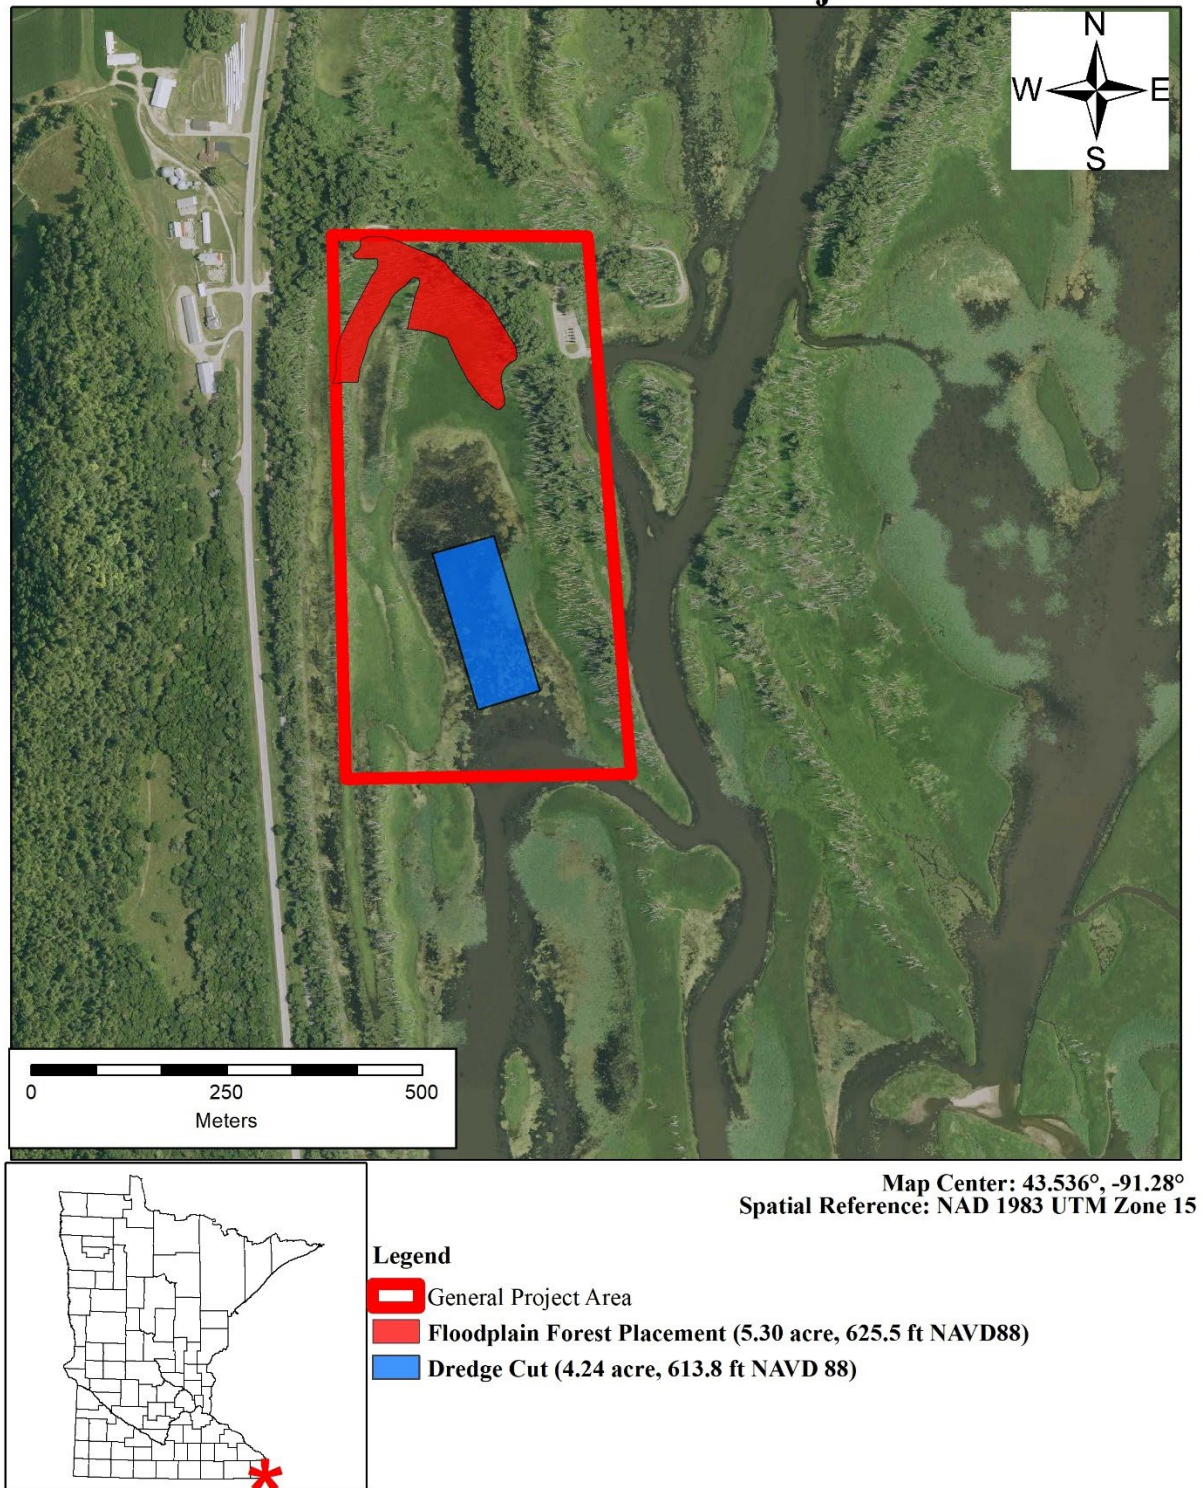 N
W E
S
0 250 500
Meters
Map Center: 43.536°, -91.28°
Spatial Reference: NAD 1983 UTM Zone 15
Legend
General Project Area
Floodplain Forest Placement (5.30 acre, 625.5 ft NAVD88)
Dredge Cut (4.24 acre, 613.8 ft NAVD 88)